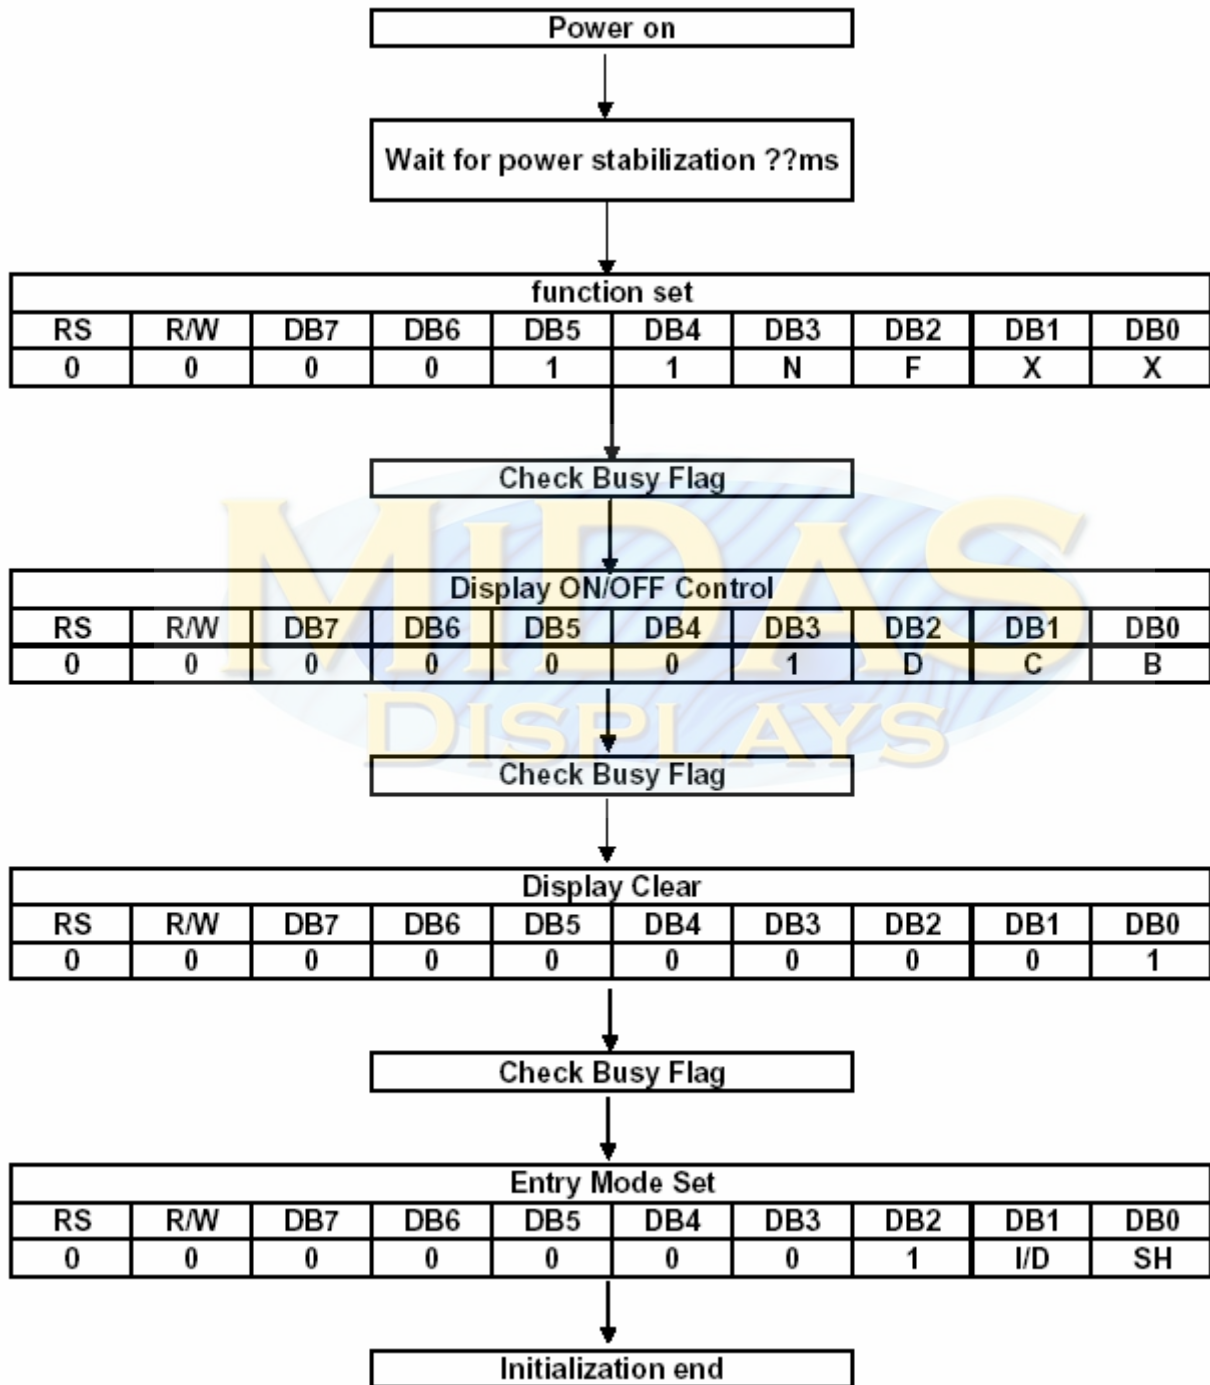 Power on
Wait for power stabilization ??ms
function set
RS R/W DB7 DB6 DB5 DB4 DB3 DB2 DB1 DB0
0 0 0 0 1 1 N F X X
Check Busy Flag
MIDAS
Display ON/OFF Control
RS R/W DB7 DB6 DB5 DB4 DB3 DB2 DB1 DB0
0 0 0 0 0 0 1 D C B
DISPLAYS
Check Busy Flag
Display Clear
RS R/W DB7 DB6 DB5 DB4 DB3 DB2 DB1 DB0
0 0 0 0 0 0 0 0 0 1
Check Busy Flag
Entry Mode Set
RS R/W DB7 DB6 DB5 DB4 DB3 DB2 DB1 DB0
0 0 0 0 0 0 0 1 I/D SH
Initialization end